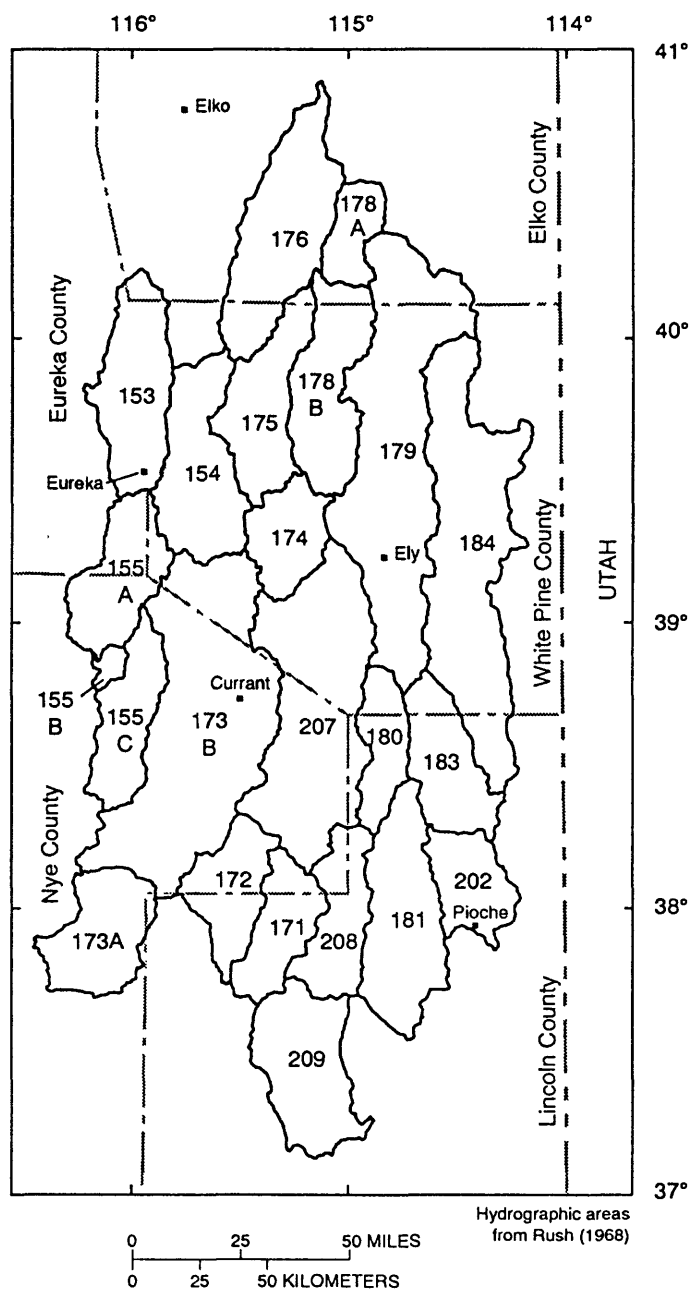 116° 115° 114°
41°
Elko
Elko County
178
A
176
Eureka County
40°
153
178
B
175
179
154
Eureka
174
Ely
184
155
A
UTAH
White Pine County
39°
Currant
155
B
155
C
173
B
207
180
183
Nye County
172
202
38°
Pioche
173A
171
208
181
Lincoln County
209
37°
Hydrographic areas
from Rush (1968)
0 25 50 MILES
0 25 50 KILOMETERS